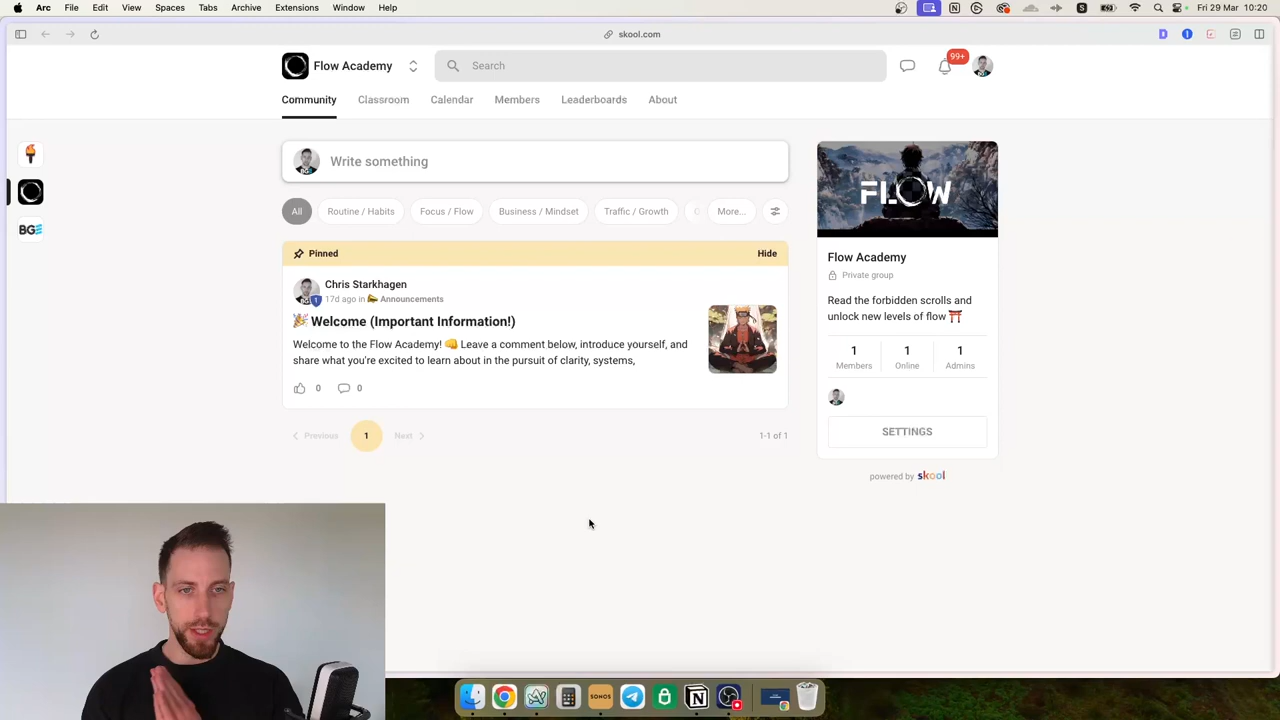 Arc File Edit View Spaces Tabs Archive Extensions Window Help
Fri 29 Mar 10:20
skool.com
Flow Academy
Search
99+
Community Classroom Calendar Members Leaderboards About
Write something
All Routine / Habits Focus / Flow Business / Mindset Traffic / Growth More...
Pinned Hide
Chris Starkhagen
1
17d ago in Announcements
🎉 Welcome (Important Information!)
Welcome to the Flow Academy! 👊 Leave a comment below, introduce yourself, and
share what you're excited to learn about in the pursuit of clarity, systems,
0 0
Previous 1 Next 1-1 of 1
FLOW
Flow Academy
Private group
Read the forbidden scrolls and
unlock new levels of flow ⛩️
1 1 1
Members Online Admins
SETTINGS
powered by skool
BGE
SONOS